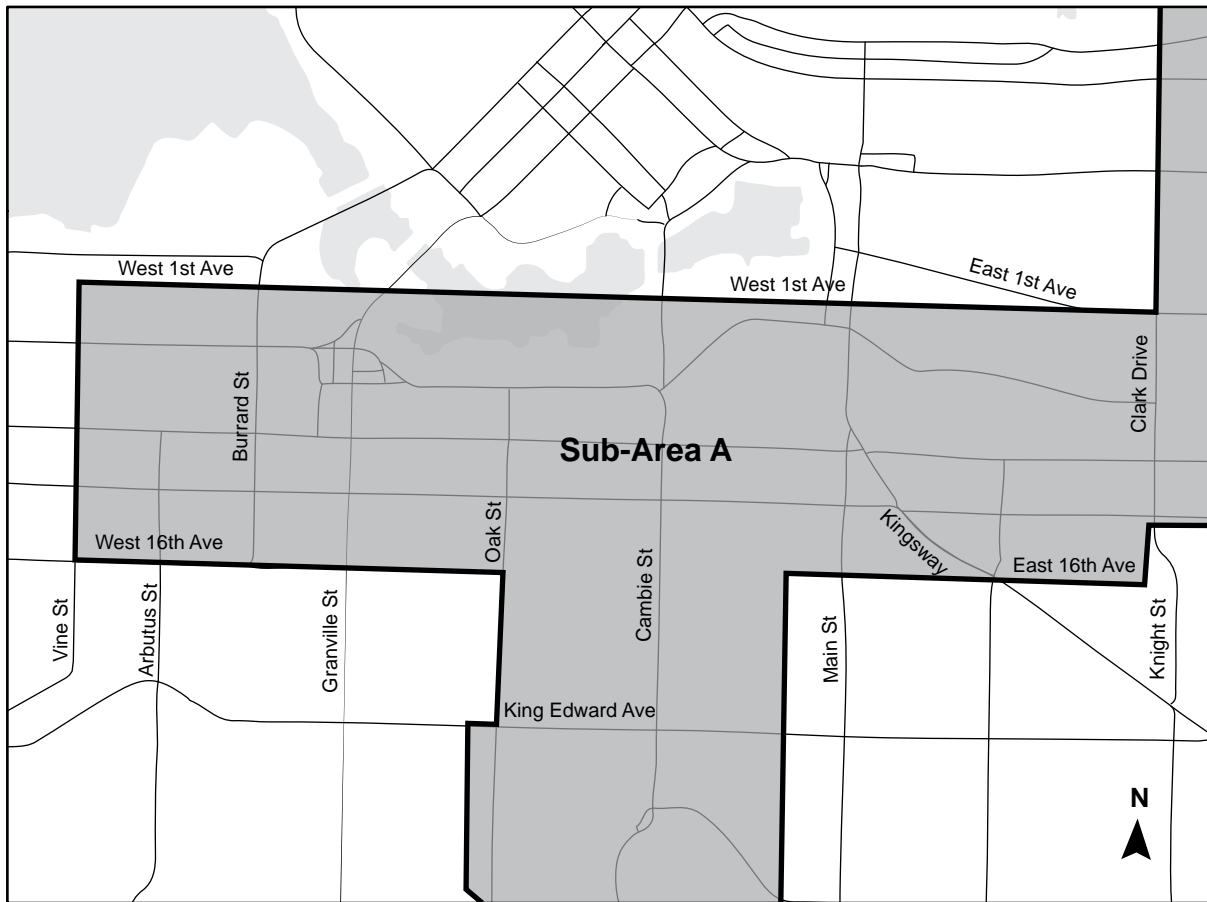 West 1st Ave
West 1st Ave
East 1st Ave
Burrard St
Clark Drive
Sub-Area A
Oak St
Kingsway
West 16th Ave
East 16th Ave
Vine St
Arbutus St
Granville St
Cambie St
Main St
Knight St
King Edward Ave
N